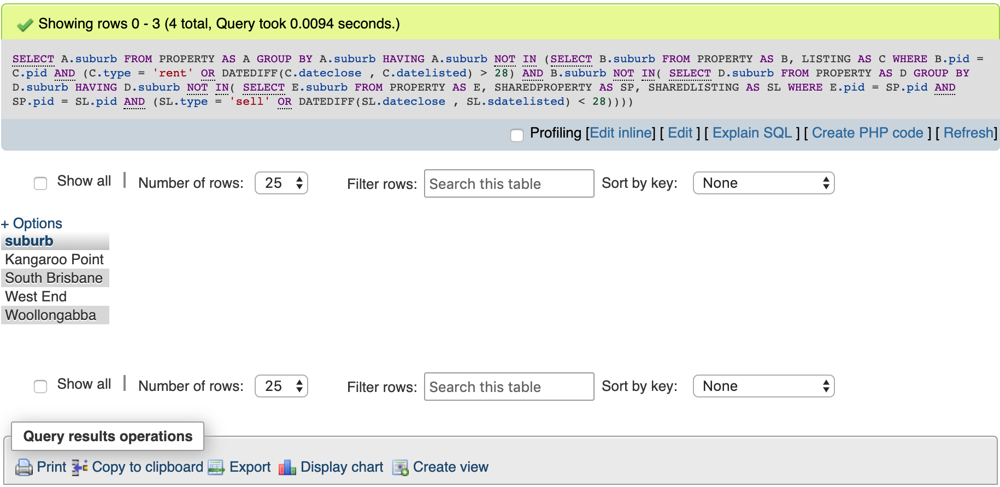 Showing rows 0 - 3 (4 total, Query took 0.0094 seconds.)
SELECT A.suburb FROM PROPERTY AS A GROUP BY A.suburb HAVING A.suburb NOT IN (SELECT B.suburb FROM PROPERTY AS B, LISTING AS C WHERE B.pid =
C.pid AND (C.type = 'rent' OR DATEDIFF(C.dateclose , C.datelisted) > 28) AND B.suburb NOT IN( SELECT D.suburb FROM PROPERTY AS D GROUP BY
D.suburb HAVING D.suburb NOT IN( SELECT E.suburb FROM PROPERTY AS E, SHAREDPROPERTY AS SP, SHAREDLISTING AS SL WHERE E.pid = SP.pid AND
SP.pid = SL.pid AND (SL.type = 'sell' OR DATEDIFF(SL.dateclose , SL.sdatelisted) < 28))))
Profiling [Edit inline] [ Edit ] [ Explain SQL ] [ Create PHP code ] [ Refresh]
Show all | Number of rows: 25 Filter rows: Search this table Sort by key: None
+ Options
suburb
Kangaroo Point
South Brisbane
West End
Woollongabba
Show all | Number of rows: 25 Filter rows: Search this table Sort by key: None
Query results operations
Print Copy to clipboard Export Display chart Create view